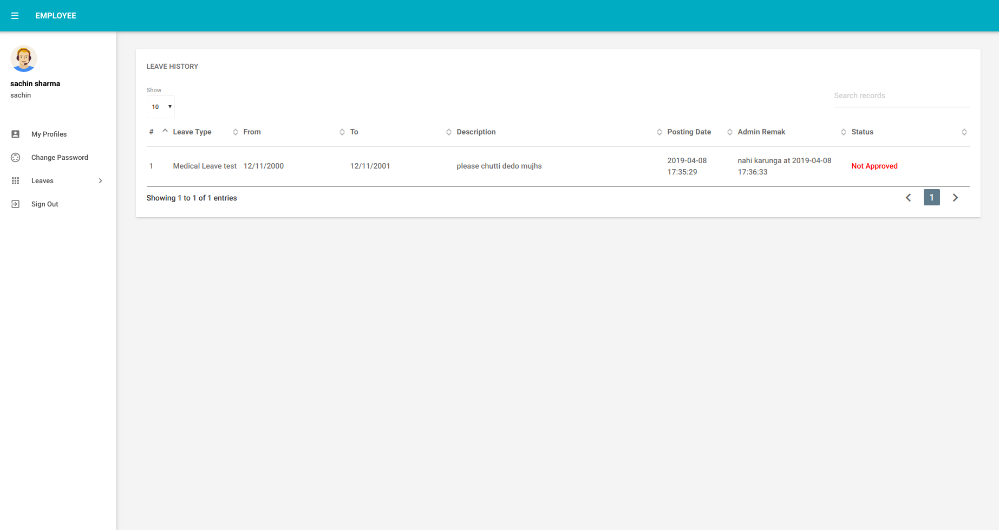 EMPLOYEE
sachin sharma
sachin
My Profiles
Change Password
Leaves
Sign Out
LEAVE HISTORY
Show
10
Search records
# Leave Type From To Description Posting Date Admin Remak Status
1 Medical Leave test 12/11/2000 12/11/2001 please chutti dedo mujhs 2019-04-08 17:35:29 nahi karunga at 2019-04-08 17:36:33 Not Approved
Showing 1 to 1 of 1 entries
1